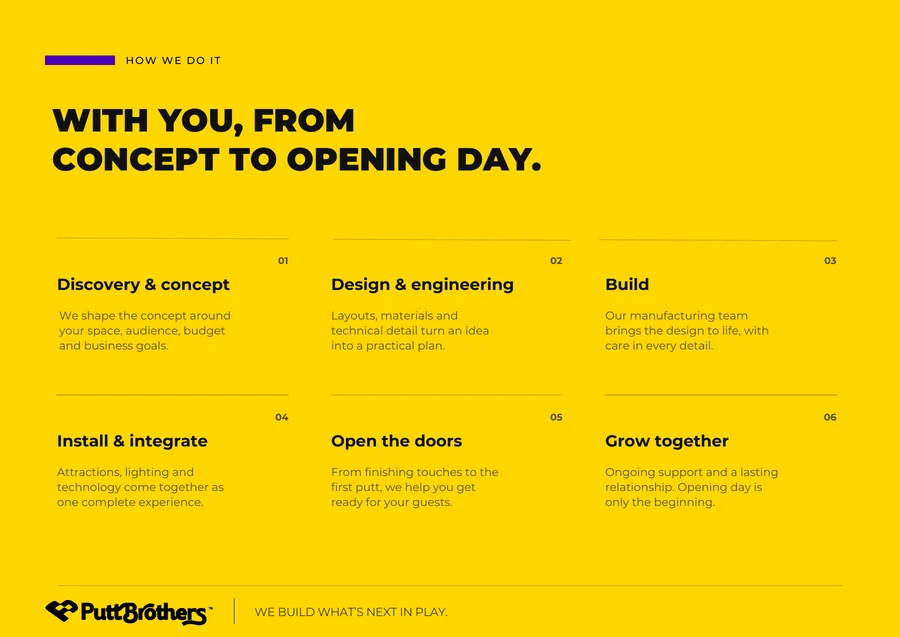 HOW WE DO IT
WITH YOU, FROM
CONCEPT TO OPENING DAY.
01
Discovery & concept
We shape the concept around
your space, audience, budget
and business goals.
02
Design & engineering
Layouts, materials and
technical detail turn an idea
into a practical plan.
03
Build
Our manufacturing team
brings the design to life, with
care in every detail.
04
Install & integrate
Attractions, lighting and
technology come together as
one complete experience.
05
Open the doors
From finishing touches to the
first putt, we help you get
ready for your guests.
06
Grow together
Ongoing support and a lasting
relationship. Opening day is
only the beginning.
PuttBrothers™
WE BUILD WHAT'S NEXT IN PLAY.